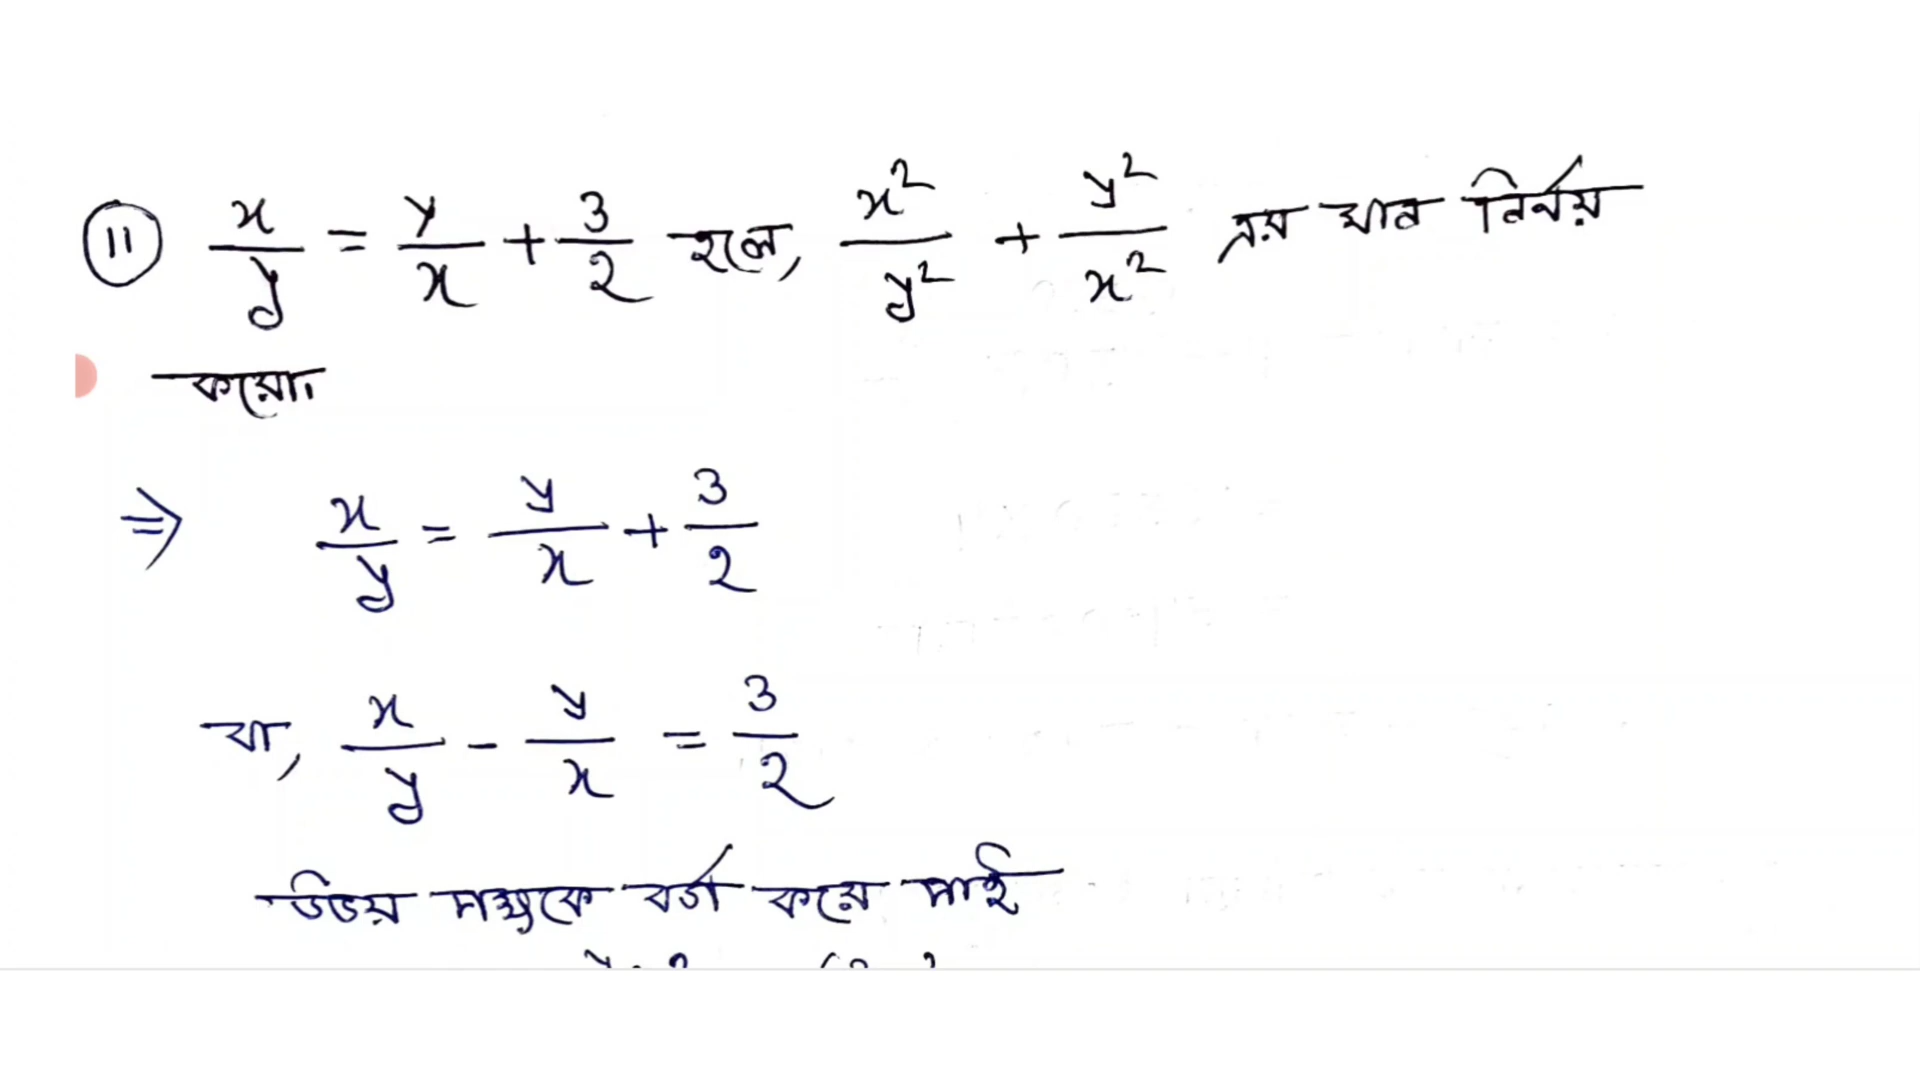 ⑪ x/y = y/x + 3/2 হলে, x²/y² + y²/x² এর মান নির্নয়
করো।
⇒ x/y = y/x + 3/2
বা, x/y - y/x = 3/2
উভয় পক্ষকে বর্গ করে পাই